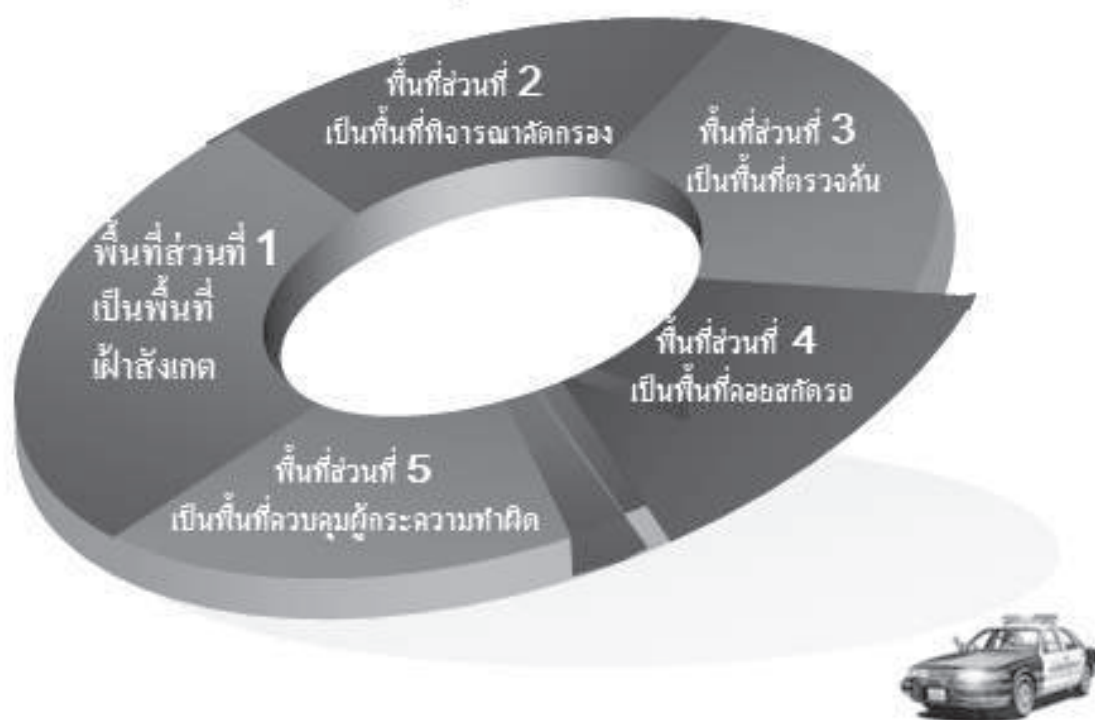 พื้นที่ส่วนที่ 1
เป็นพื้นที่
เฝ้าสังเกต
พื้นที่ส่วนที่ 2
เป็นพื้นที่พิจารณาคัดกรอง
พื้นที่ส่วนที่ 3
เป็นพื้นที่ตรวจค้น
พื้นที่ส่วนที่ 4
เป็นพื้นที่คอยสกัดรถ
พื้นที่ส่วนที่ 5
เป็นพื้นที่ควบคุมผู้กระความทำผิด